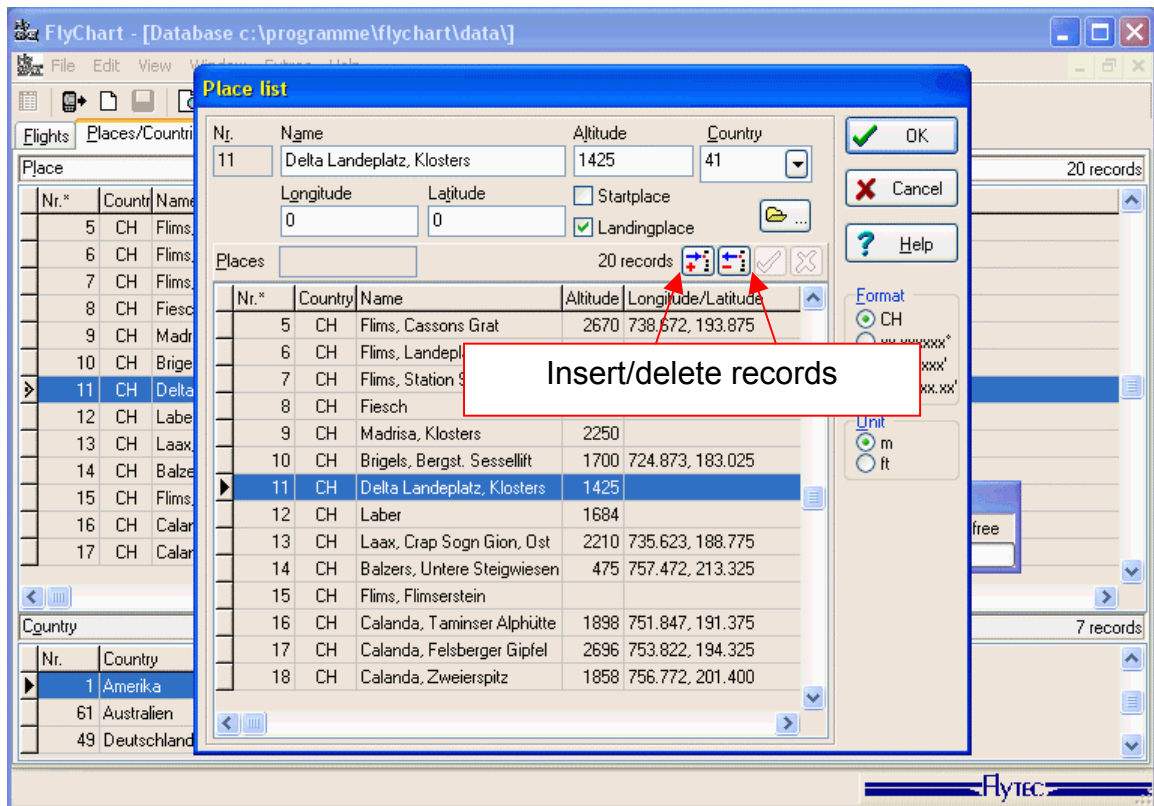 FlyChart - [Database c:\programme\flychart\data\]
File Edit View
Place list
Flights Places/Countri
Place 20 records
Nr.* Countr Name
5 CH Flims,
6 CH Flims,
7 CH Flims,
8 CH Fiesc
9 CH Madr
10 CH Brige
11 CH Delta
12 CH Labe
13 CH Laax,
14 CH Balze
15 CH Flims,
16 CH Calar
17 CH Calar
Country 7 records
Nr. Country
1 Amerika
61 Australien
49 Deutschland
Nr. Name Altitude Country
11 Delta Landeplatz, Klosters 1425 41
Longitude Latitude
0 0
Startplace
Landingplace
...
Places 20 records
Nr.* Country Name Altitude Longitude/Latitude
5 CH Flims, Cassons Grat 2670 738.672, 193.875
6 CH Flims, Landepl
7 CH Flims, Station
8 CH Fiesch
9 CH Madrisa, Klosters 2250
10 CH Brigels, Bergst. Sessellift 1700 724.873, 183.025
11 CH Delta Landeplatz, Klosters 1425
12 CH Laber 1684
13 CH Laax, Crap Sogn Gion, Ost 2210 735.623, 188.775
14 CH Balzers, Untere Steigwiesen 475 757.472, 213.325
15 CH Flims, Flimserstein
16 CH Calanda, Taminser Alphütte 1898 751.847, 191.375
17 CH Calanda, Felsberger Gipfel 2696 753.822, 194.325
18 CH Calanda, Zweierspitz 1858 756.772, 201.400
Insert/delete records
OK
Cancel
Help
Format
CH
xxx'
xx.xx'
Unit
m
ft
free
FLYTEC